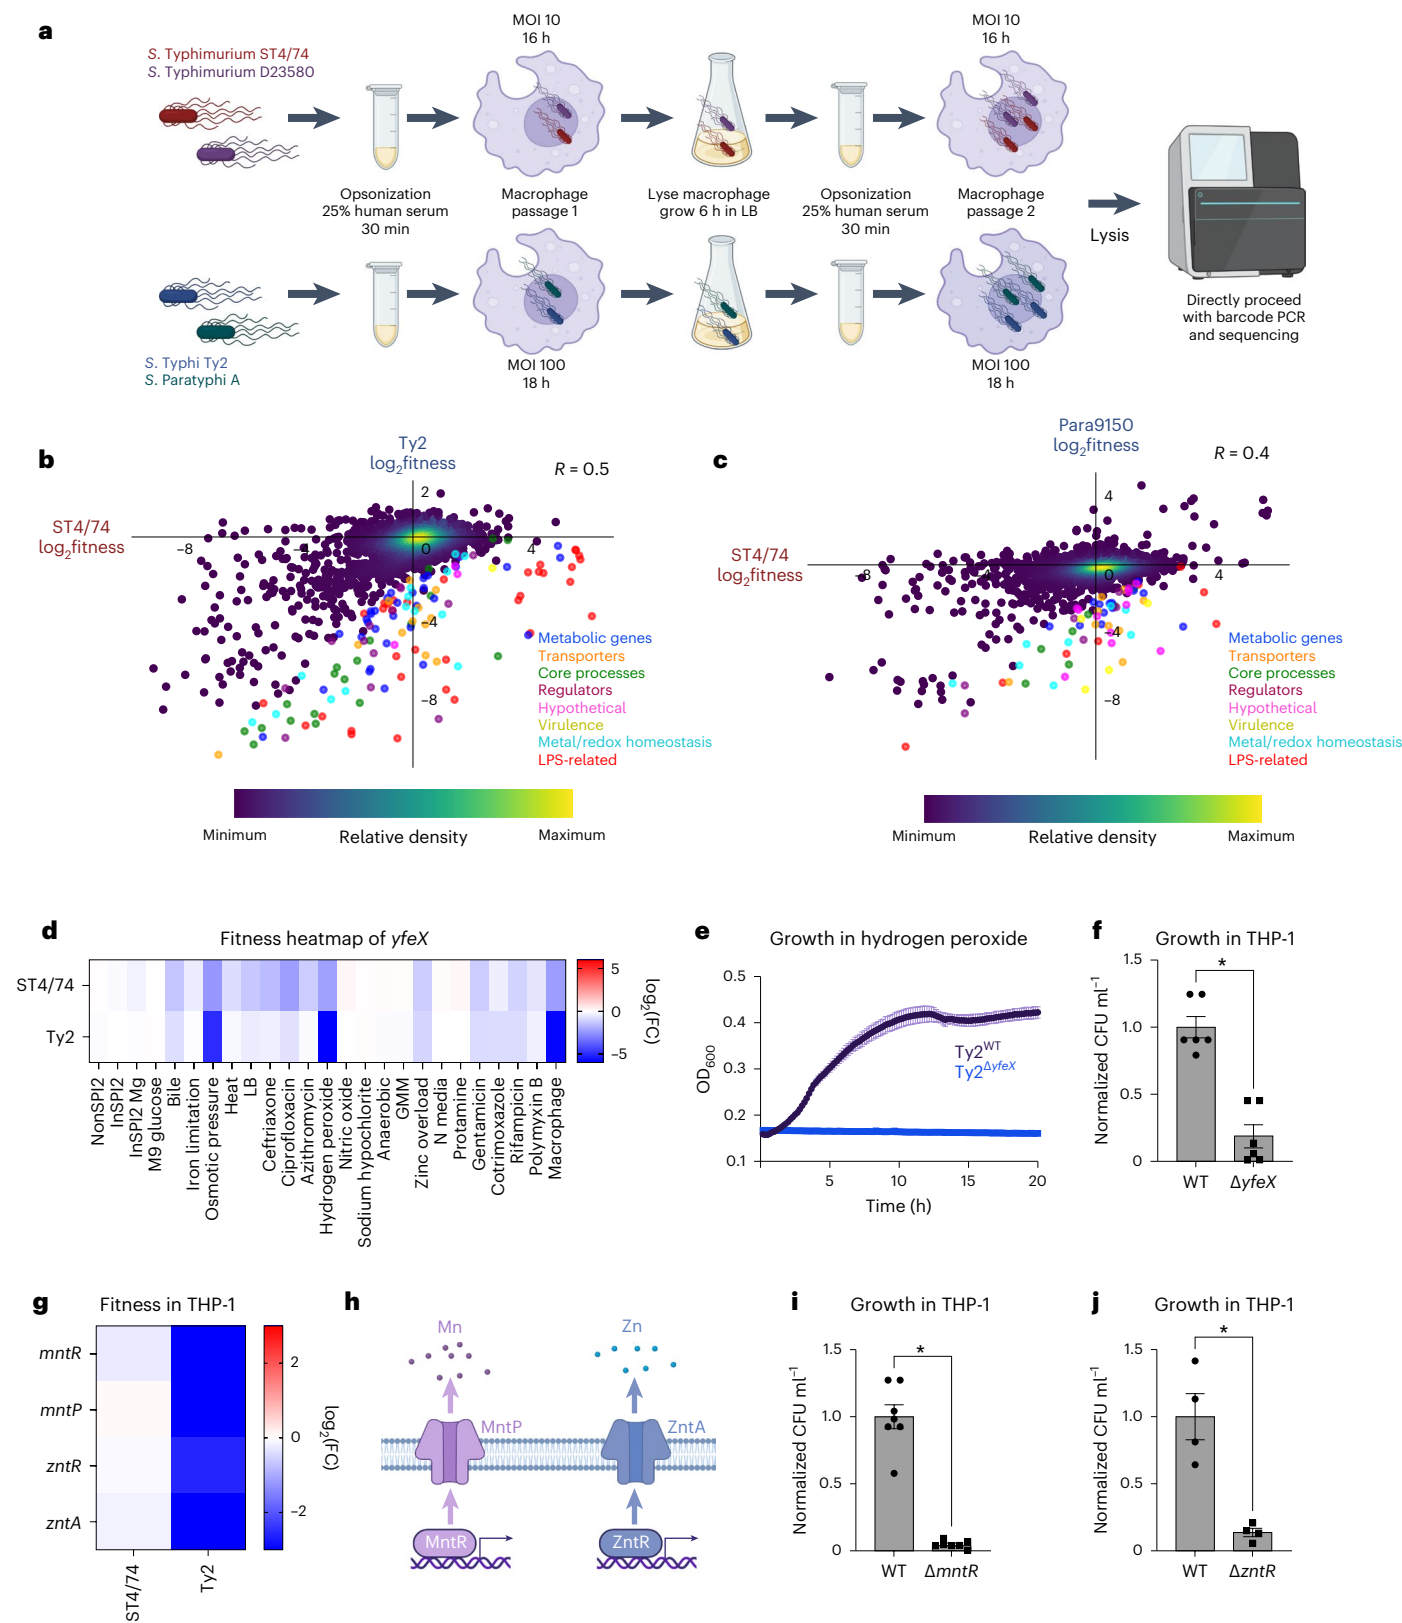 a
MOI 10
16 h
MOI 10
16 h
S. Typhimurium ST4/74
S. Typhimurium D23580
Opsonization
25% human serum
30 min
Macrophage
passage 1
Lyse macrophage
grow 6 h in LB
Opsonization
25% human serum
30 min
Macrophage
passage 2
Lysis
Directly proceed
with barcode PCR
and sequencing
S. Typhi Ty2
S. Paratyphi A
MOI 100
18 h
MOI 100
18 h
b
Ty2
log2fitness
R = 0.5
ST4/74
log2fitness
2
–8
–4
0
4
–4
–8
Metabolic genes
Transporters
Core processes
Regulators
Hypothetical
Virulence
Metal/redox homeostasis
LPS-related
Minimum
Relative density
Maximum
c
Para9150
log2fitness
R = 0.4
ST4/74
log2fitness
4
–8
–4
0
4
–4
–8
Metabolic genes
Transporters
Core processes
Regulators
Hypothetical
Virulence
Metal/redox homeostasis
LPS-related
Minimum
Relative density
Maximum
d
Fitness heatmap of yfeX
ST4/74
Ty2
5
0
–5
log2(FC)
NonSPI2
InSPI2
InSPI2 Mg
M9 glucose
Bile
Iron limitation
Osmotic pressure
Heat
LB
Ceftriaxone
Ciprofloxacin
Azithromycin
Hydrogen peroxide
Nitric oxide
Sodium hypochlorite
Anaerobic
GMM
Zinc overload
N media
Protamine
Gentamicin
Cotrimoxazole
Rifampicin
Polymyxin B
Macrophage
e
Growth in hydrogen peroxide
0.5
0.4
0.3
0.2
0.1
OD600
Ty2WT
Ty2ΔyfeX
5
10
15
20
Time (h)
f
Growth in THP-1
*
1.5
1.0
0.5
0
Normalized CFU ml–1
WT
ΔyfeX
g
Fitness in THP-1
mntR
mntP
zntR
zntA
2
0
–2
log2(FC)
ST4/74
Ty2
h
Mn
Zn
MntP
ZntA
MntR
ZntR
i
Growth in THP-1
*
1.5
1.0
0.5
0
Normalized CFU ml–1
WT
ΔmntR
j
Growth in THP-1
*
1.5
1.0
0.5
0
Normalized CFU ml–1
WT
ΔzntR